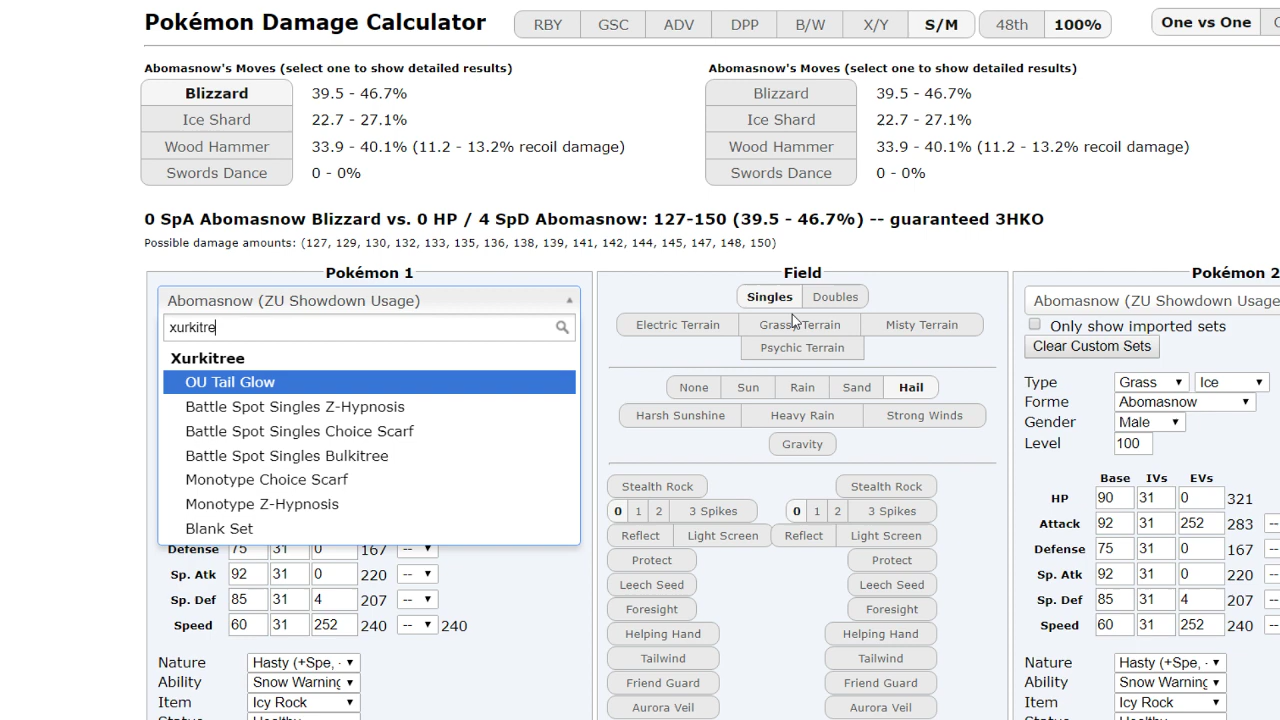 Pokémon Damage Calculator RBY GSC ADV DPP B/W X/Y S/M 48th 100% One vs One
Abomasnow's Moves (select one to show detailed results) Abomasnow's Moves (select one to show detailed results)
Blizzard 39.5 - 46.7% Blizzard 39.5 - 46.7%
Ice Shard 22.7 - 27.1% Ice Shard 22.7 - 27.1%
Wood Hammer 33.9 - 40.1% (11.2 - 13.2% recoil damage) Wood Hammer 33.9 - 40.1% (11.2 - 13.2% recoil damage)
Swords Dance 0 - 0% Swords Dance 0 - 0%
0 SpA Abomasnow Blizzard vs. 0 HP / 4 SpD Abomasnow: 127-150 (39.5 - 46.7%) -- guaranteed 3HKO
Possible damage amounts: (127, 129, 130, 132, 133, 135, 136, 138, 139, 141, 142, 144, 145, 147, 148, 150)
Pokémon 1
Abomasnow (ZU Showdown Usage)
xurkitre
Xurkitree
OU Tail Glow
Battle Spot Singles Z-Hypnosis
Battle Spot Singles Choice Scarf
Battle Spot Singles Bulkitree
Monotype Choice Scarf
Monotype Z-Hypnosis
Blank Set
Defense 75 31 0 167 --
Sp. Atk 92 31 0 220 --
Sp. Def 85 31 4 207 --
Speed 60 31 252 240 -- 240
Nature Hasty (+Spe, -
Ability Snow Warning
Item Icy Rock
Field
Singles Doubles
Electric Terrain Grassy Terrain Misty Terrain
Psychic Terrain
None Sun Rain Sand Hail
Harsh Sunshine Heavy Rain Strong Winds
Gravity
Stealth Rock Stealth Rock
0 1 2 3 Spikes 0 1 2 3 Spikes
Reflect Light Screen Reflect Light Screen
Protect Protect
Leech Seed Leech Seed
Foresight Foresight
Helping Hand Helping Hand
Tailwind Tailwind
Friend Guard Friend Guard
Aurora Veil Aurora Veil
Pokémon 2
Abomasnow (ZU Showdown Usage
Only show imported sets
Clear Custom Sets
Type Grass Ice
Forme Abomasnow
Gender Male
Level 100
Base IVs EVs
HP 90 31 0 321
Attack 92 31 252 283 --
Defense 75 31 0 167 --
Sp. Atk 92 31 0 220 --
Sp. Def 85 31 4 207 --
Speed 60 31 252 240 --
Nature Hasty (+Spe, -
Ability Snow Warning
Item Icy Rock